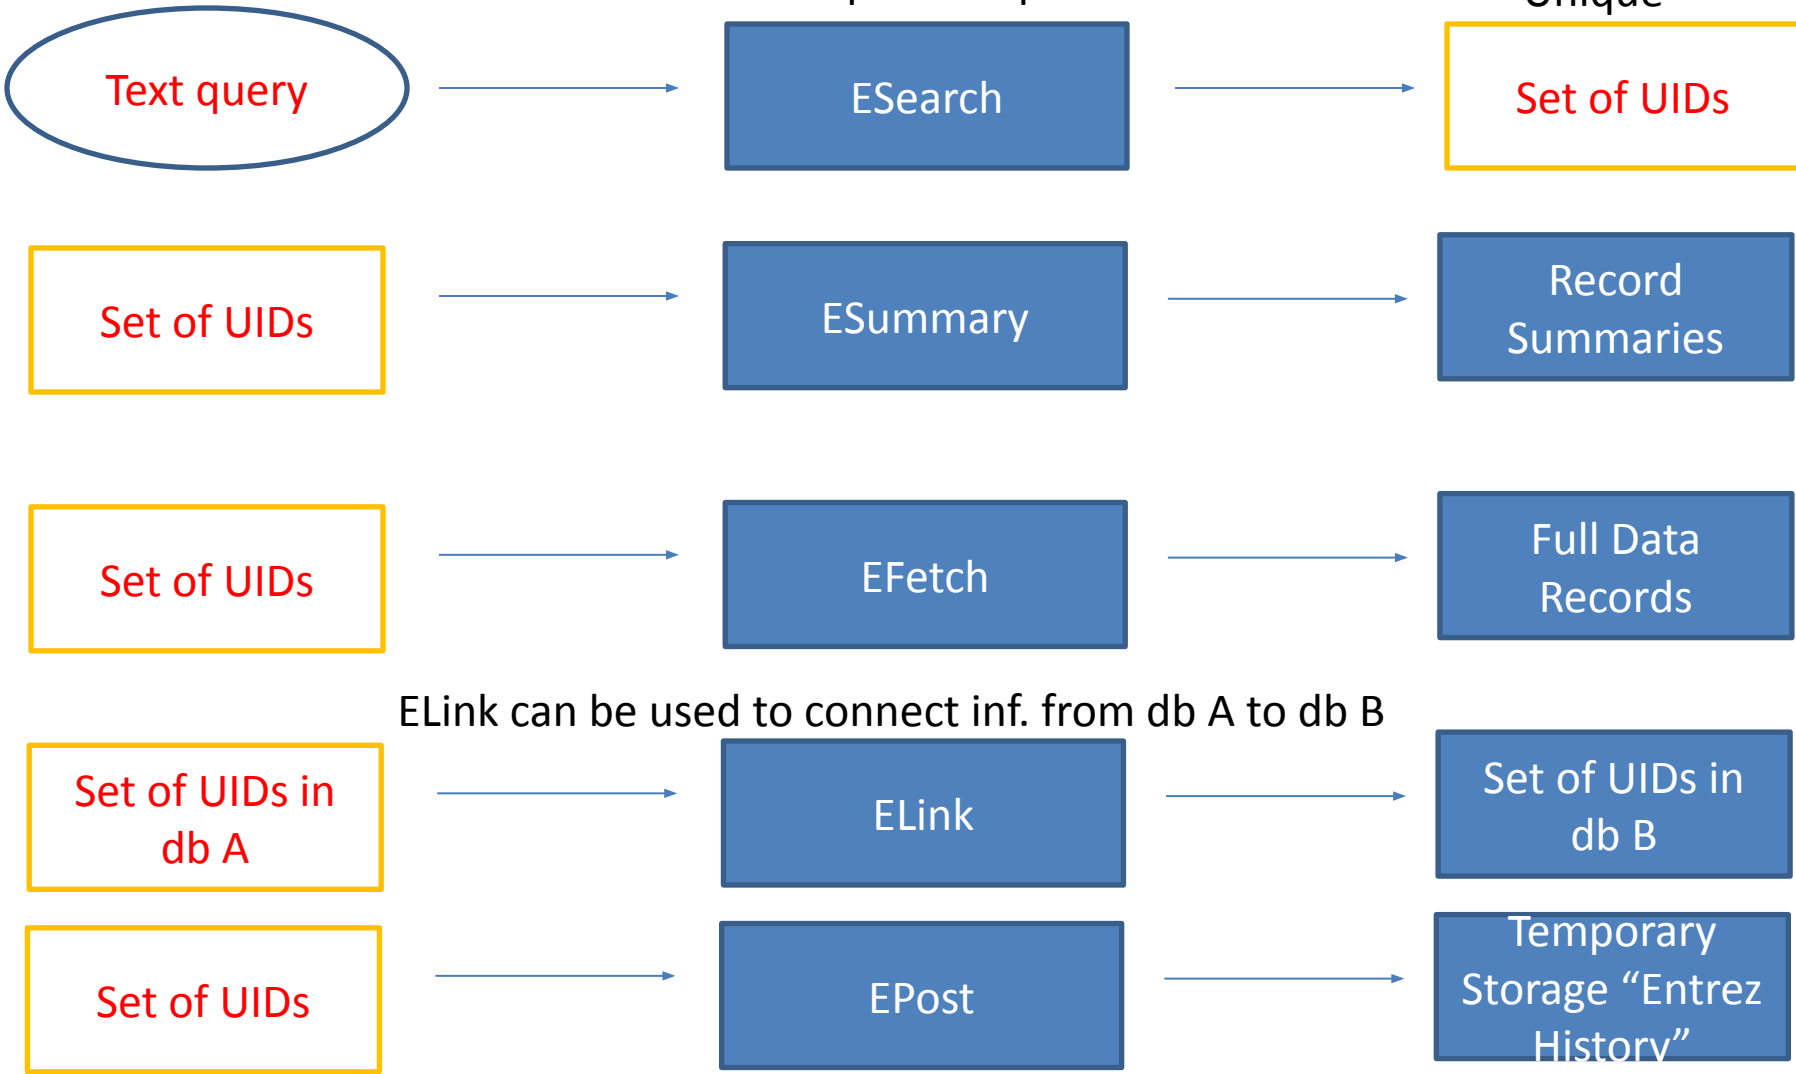 Unique
Text query
ESearch
Set of UIDs
Set of UIDs
ESummary
Record
Summaries
Set of UIDs
EFetch
Full Data
Records
ELink can be used to connect inf. from db A to db B
Set of UIDs in
db A
ELink
Set of UIDs in
db B
Set of UIDs
EPost
Temporary
Storage “Entrez
History”